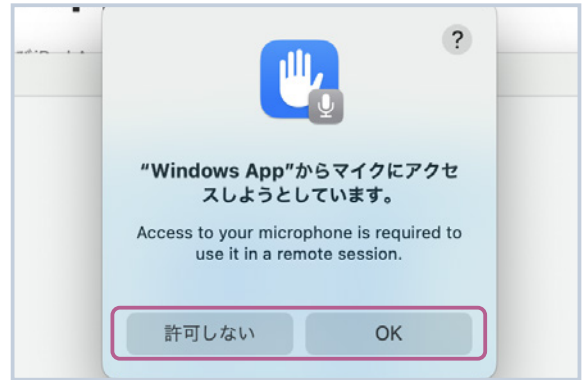 ?
“Windows App”からマイクにアクセ
スしようとしています。
Access to your microphone is required to
use it in a remote session.
許可しない
OK